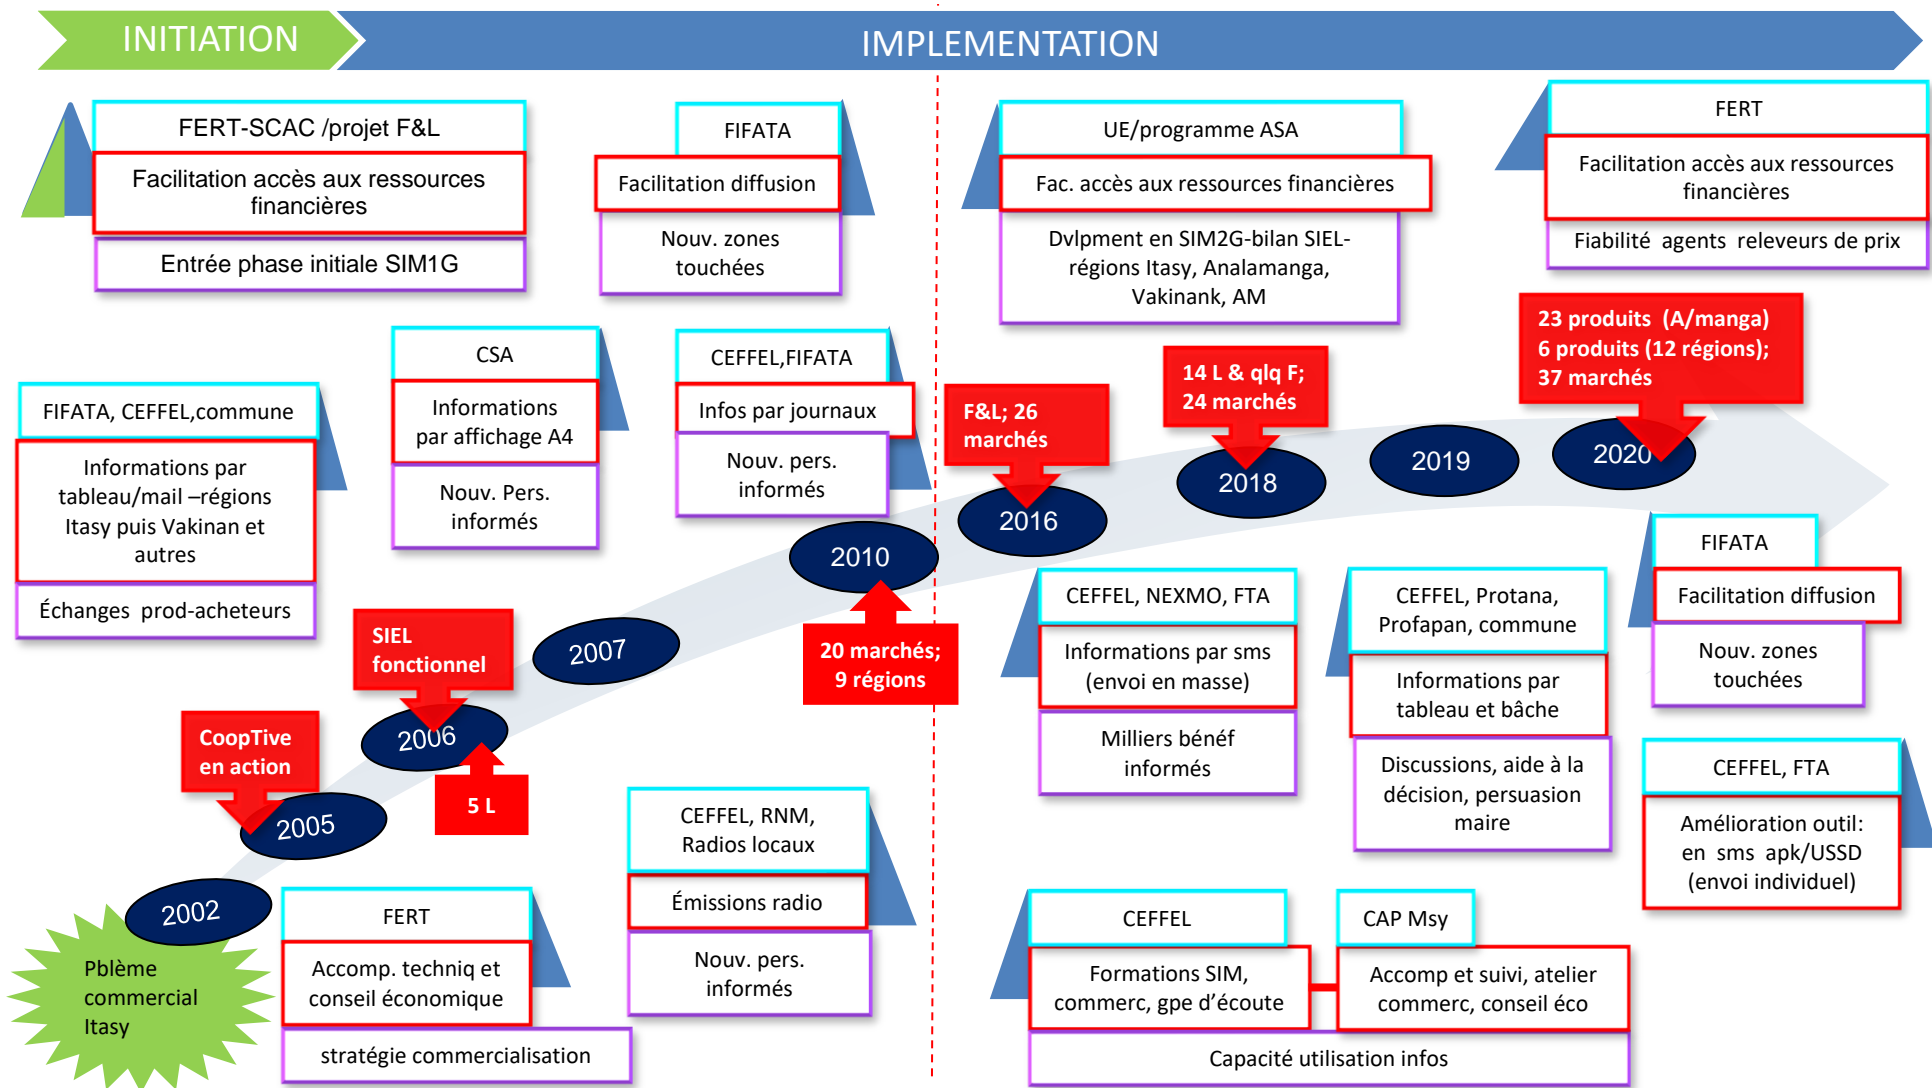 INITIATION
IMPLEMENTATION
FERT-SCAC /projet F&L
Facilitation accès aux ressources
financières
Entrée phase initiale SIM1G
FIFATA
Facilitation diffusion
Nouv. zones
touchées
UE/programme ASA
Fac. accès aux ressources financières
Dvlpment en SIM2G-bilan SIEL-
régions Itasy, Analamanga,
Vakinank, AM
FERT
Facilitation accès aux ressources
financières
Fiabilité agents releveurs de prix
FIFATA, CEFFEL,commune
Informations par
tableau/mail –régions
Itasy puis Vakinan et
autres
Échanges prod-acheteurs
CSA
Informations
par affichage A4
Nouv. Pers.
informés
CEFFEL,FIFATA
Infos par journaux
Nouv. pers.
informés
F&L; 26
marchés
14 L & qlq F;
24 marchés
23 produits (A/manga)
6 produits (12 régions);
37 marchés
2002
2005
2006
2007
2010
2016
2018
2019
2020
CoopTive
en action
SIEL
fonctionnel
5 L
20 marchés;
9 régions
Pblème
commercial
Itasy
FERT
Accomp. techniq et
conseil économique
stratégie commercialisation
CEFFEL, RNM,
Radios locaux
Émissions radio
Nouv. pers.
informés
CEFFEL, NEXMO, FTA
Informations par sms
(envoi en masse)
Milliers bénéf
informés
CEFFEL, Protana,
Profapan, commune
Informations par
tableau et bâche
Discussions, aide à la
décision, persuasion
maire
FIFATA
Facilitation diffusion
Nouv. zones
touchées
CEFFEL, FTA
Amélioration outil:
en sms apk/USSD
(envoi individuel)
CEFFEL
Formations SIM,
commerc, gpe d’écoute
CAP Msy
Accomp et suivi, atelier
commerc, conseil éco
Capacité utilisation infos